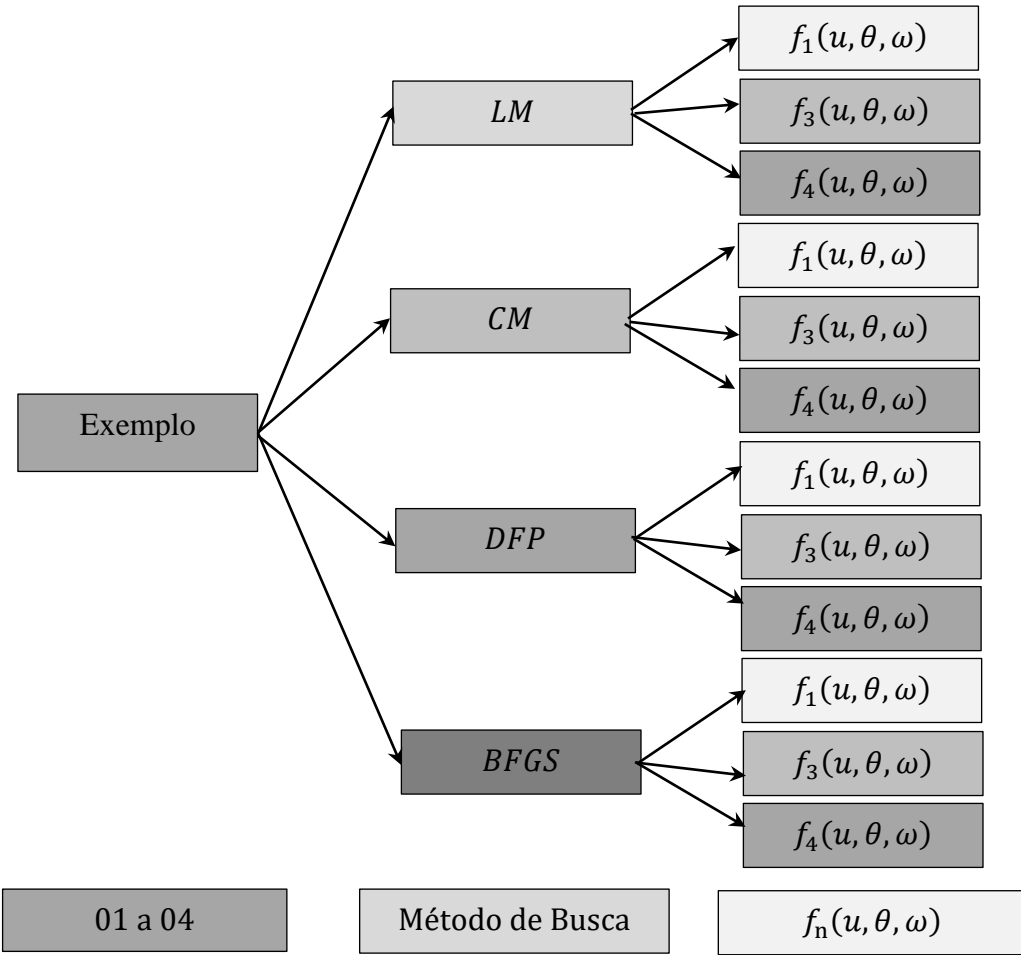 Exemplo
LM
f₁(u, θ, ω)
f₃(u, θ, ω)
f₄(u, θ, ω)
CM
f₁(u, θ, ω)
f₃(u, θ, ω)
f₄(u, θ, ω)
DFP
f₁(u, θ, ω)
f₃(u, θ, ω)
f₄(u, θ, ω)
BFGS
f₁(u, θ, ω)
f₃(u, θ, ω)
f₄(u, θ, ω)
01 a 04
Método de Busca
fₙ(u, θ, ω)